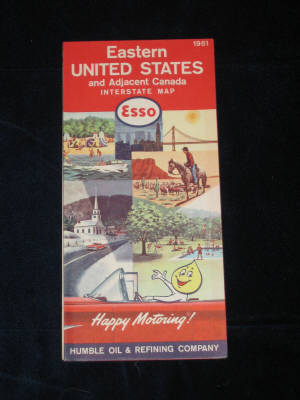 1961
Eastern
UNITED STATES
and Adjacent Canada
INTERSTATE MAP
Esso
Happy Motoring!
HUMBLE OIL & REFINING COMPANY